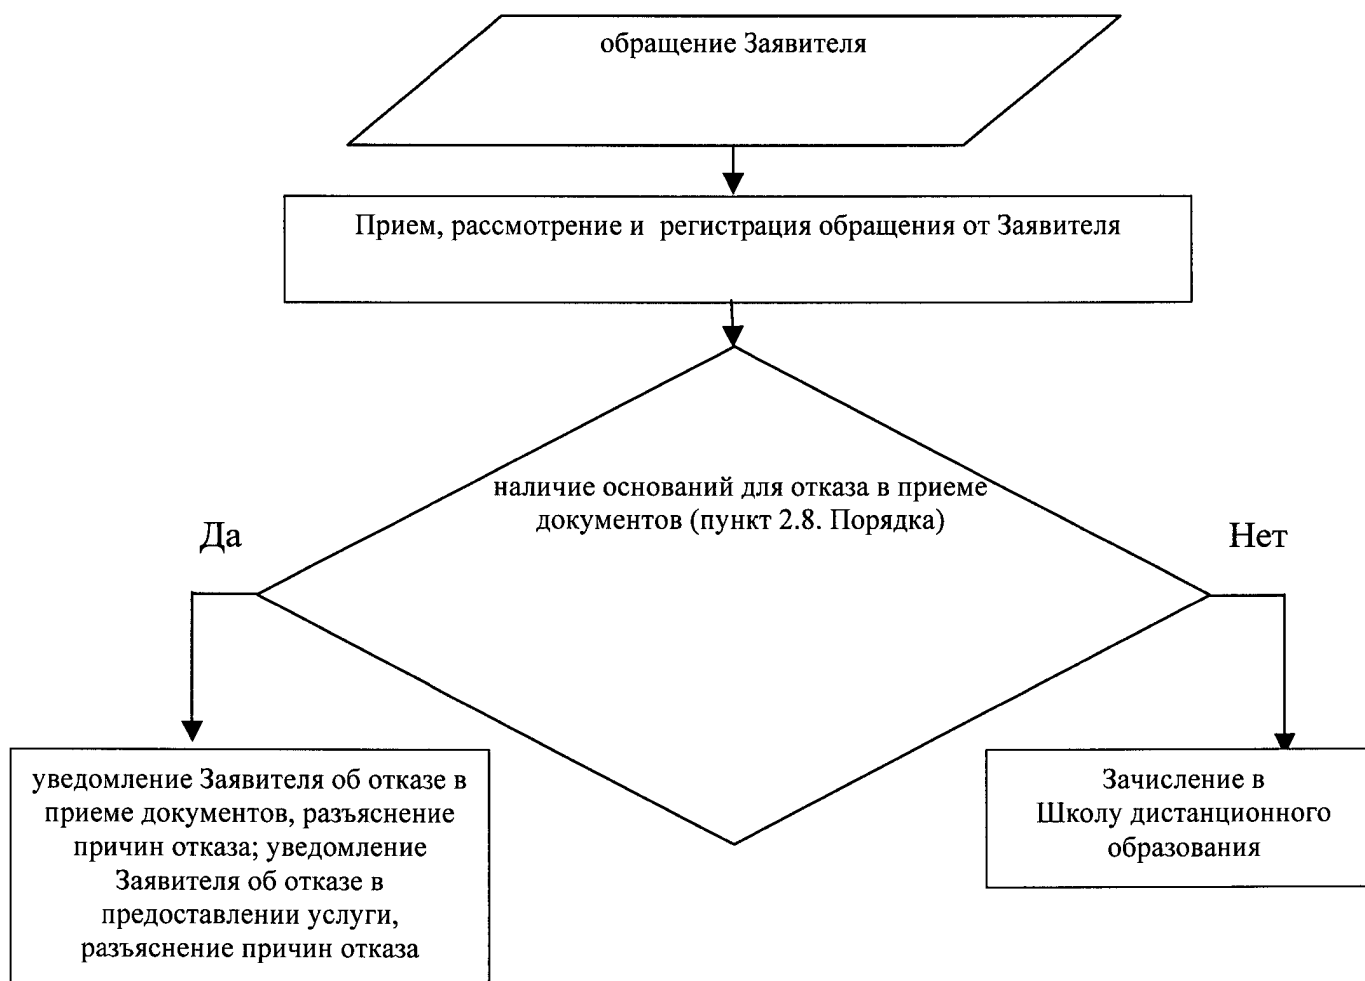 обращение Заявителя
Прием, рассмотрение и регистрация обращения от Заявителя
наличие оснований для отказа в приеме
документов (пункт 2.8. Порядка)
Да
Нет
уведомление Заявителя об отказе в
приеме документов, разъяснение
причин отказа; уведомление
Заявителя об отказе в
предоставлении услуги,
разъяснение причин отказа
Зачисление в
Школу дистанционного
образования